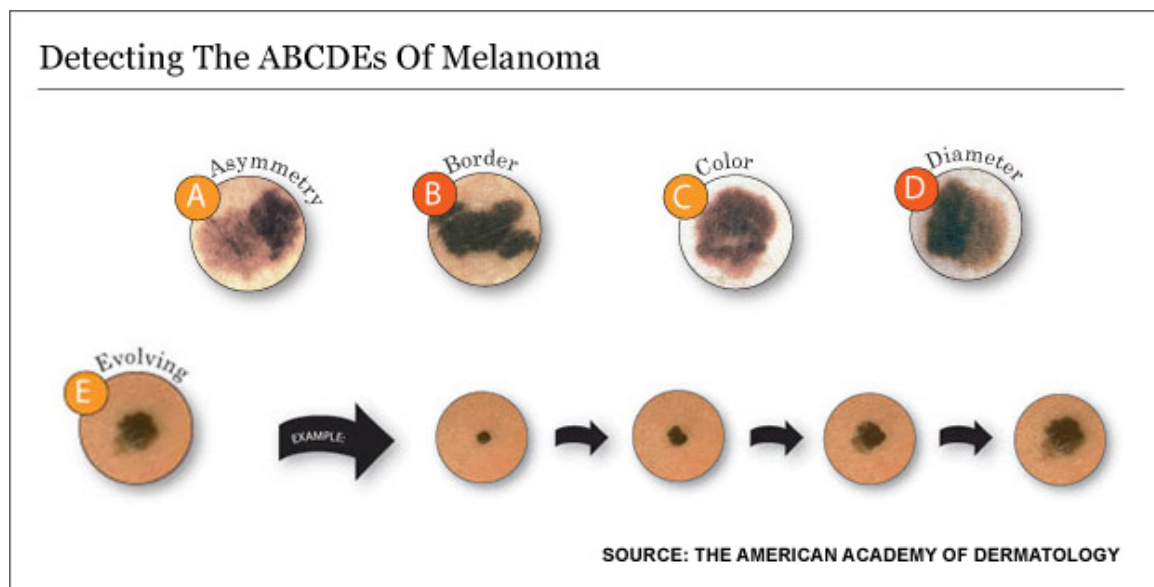 Detecting The ABCDEs Of Melanoma
A Asymmetry
B Border
C Color
D Diameter
E Evolving
EXAMPLE:
SOURCE: THE AMERICAN ACADEMY OF DERMATOLOGY